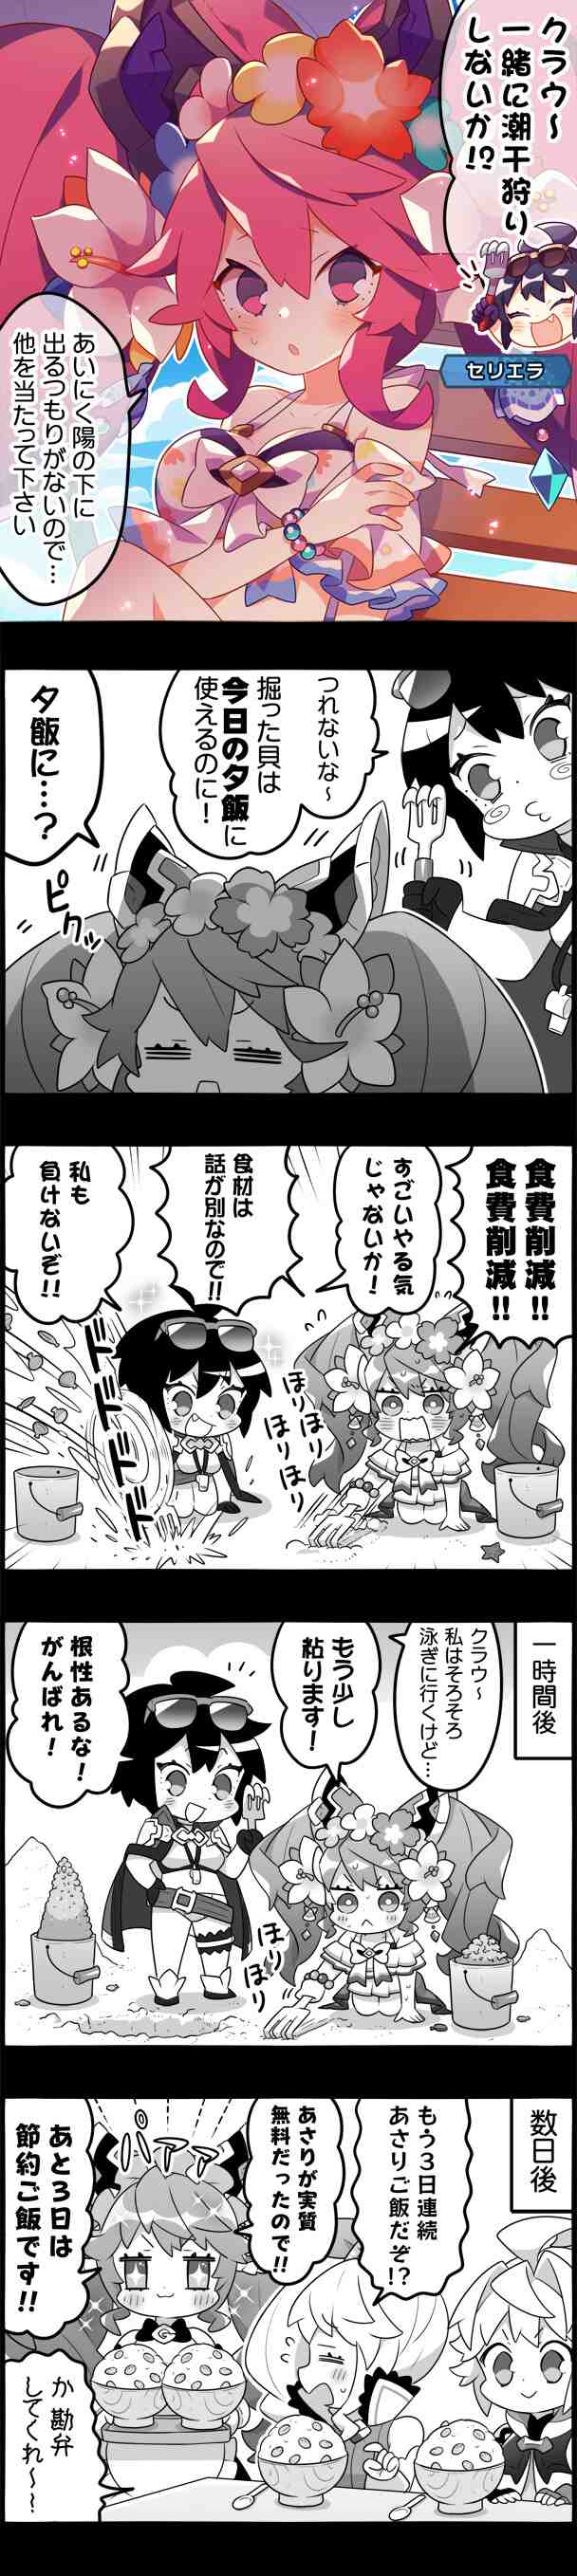 クラウ〜
一緒に潮干狩り
しないか!?
セリエラ
あいにく陽の下に
出るつもりがないので…
他を当たって下さい
つれないな〜
掘った貝は
今日の夕飯に
使えるのに！
夕飯に…？
ピクッ
食費削減!!
食費削減!!
すごいやる気
じゃないか！
食材は
話が別なので!!
私も
負けないぞ!!
ほりほり
ほりほり
ドドドドド
一時間後
クラウ〜
私はそろそろ
泳ぎに行くけど…
もう少し
粘ります！
根性あるな！
がんばれ！
ほり
ほり
数日後
もう3日連続
あさりご飯だぞ!?
あさりが実質
無料だったので!!
パァァァ
あと3日は
節約ご飯です!!
か 勘弁
してくれ〜〜